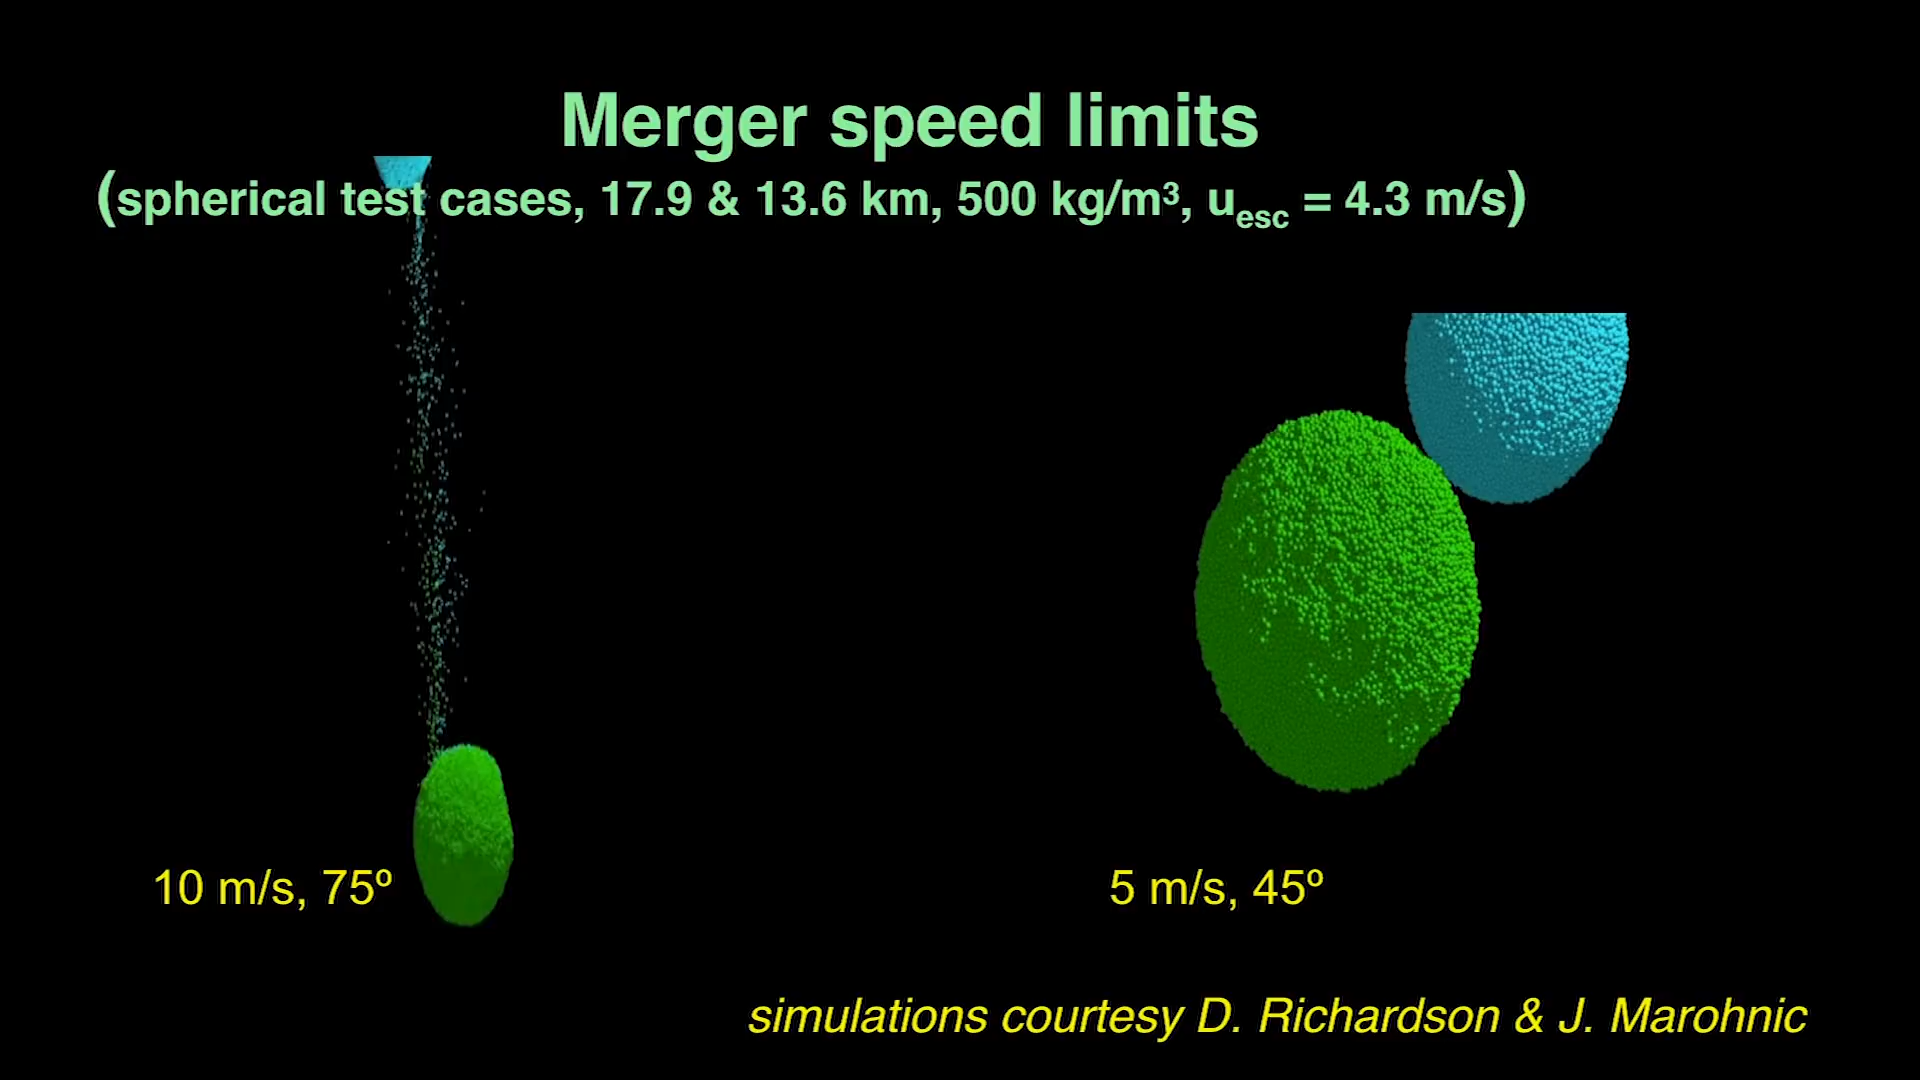 Merger speed limits
(spherical test cases, 17.9 & 13.6 km, 500 kg/m³, uesc = 4.3 m/s)
10 m/s, 75º
5 m/s, 45º
simulations courtesy D. Richardson & J. Marohnic